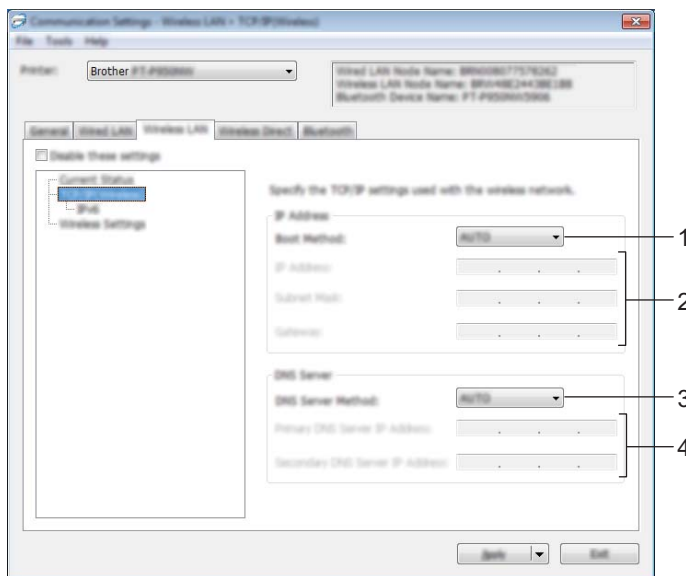 Communication Settings - Wireless LAN > TCP/IP(Wireless)
File Tools Help
Printer:
Brother
Wired LAN Node Name:
Wireless LAN Node Name:
Bluetooth Device Name:
General Wired LAN Wireless LAN Wireless Direct Bluetooth
Disable these settings
Current Status
TCP/IP
IPv6
Wireless Settings
Specify the TCP/IP settings used with the wireless network.
IP Address
Boot Method:
AUTO
1
IP Address:
Subnet Mask:
2
Gateway:
DNS Server
DNS Server Method:
AUTO
3
Primary DNS Server IP Address:
4
Secondary DNS Server IP Address:
Apply
Exit